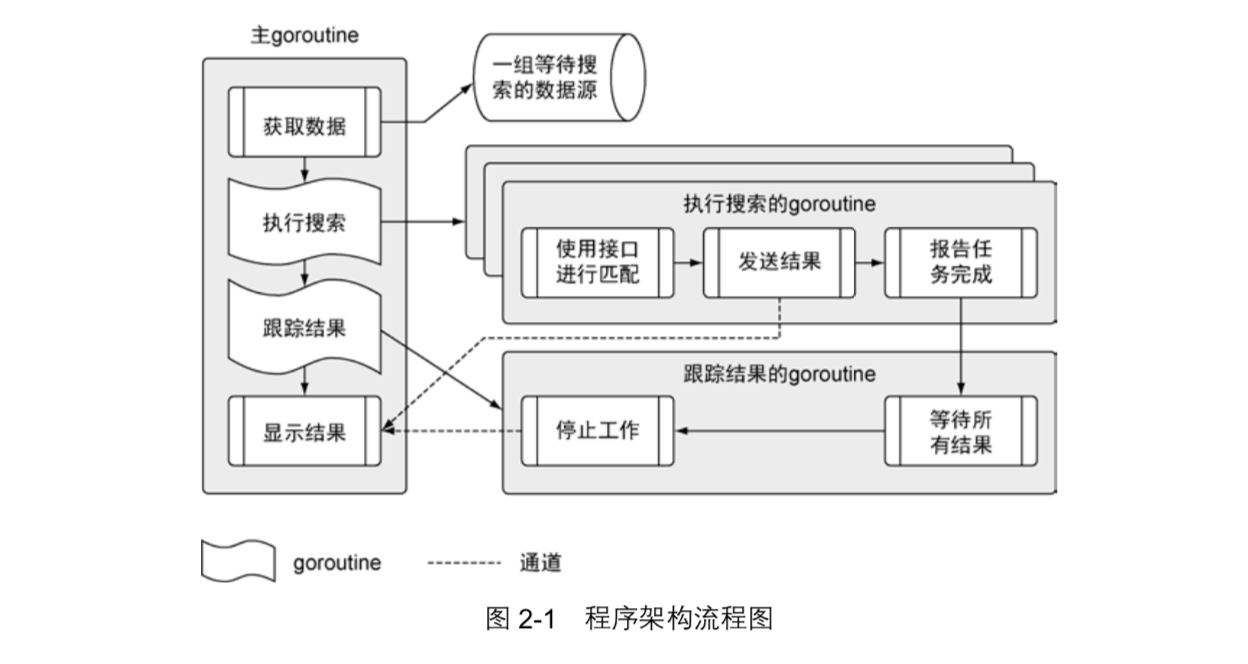 主goroutine
一组等待搜
索的数据源
获取数据
执行搜索
跟踪结果
显示结果
执行搜索的goroutine
使用接口
进行匹配
发送结果
报告任
务完成
跟踪结果的goroutine
停止工作
等待所
有结果
goroutine
通道
图 2-1 程序架构流程图